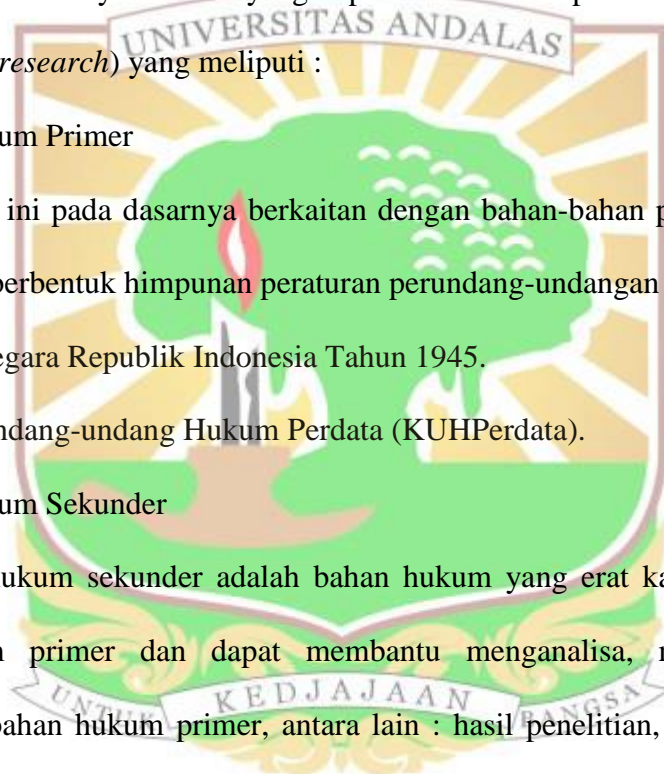 UNIVERSITAS ANDALAS
research) yang meliputi :
um Primer
ini pada dasarnya berkaitan dengan bahan-bahan p
berbentuk himpunan peraturan perundang-undangan
egara Republik Indonesia Tahun 1945.
ndang-undang Hukum Perdata (KUHPerdata).
um Sekunder
ukum sekunder adalah bahan hukum yang erat ka
primer dan dapat membantu menganalisa,
UNTUK KEDJAJAAN BANGSA
bahan hukum primer, antara lain : hasil penelitian,